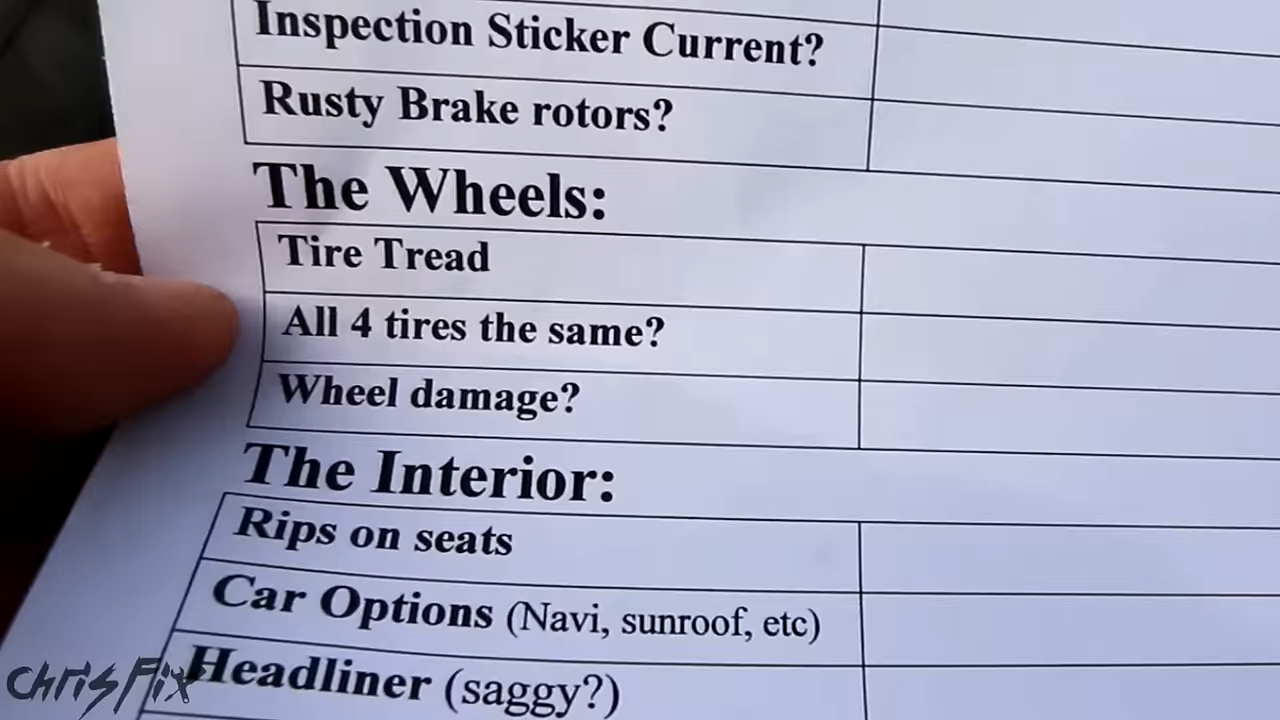 Inspection Sticker Current?
Rusty Brake rotors?
The Wheels:
Tire Tread
All 4 tires the same?
Wheel damage?
The Interior:
Rips on seats
Car Options (Navi, sunroof, etc)
Headliner (saggy?)
chrisFix